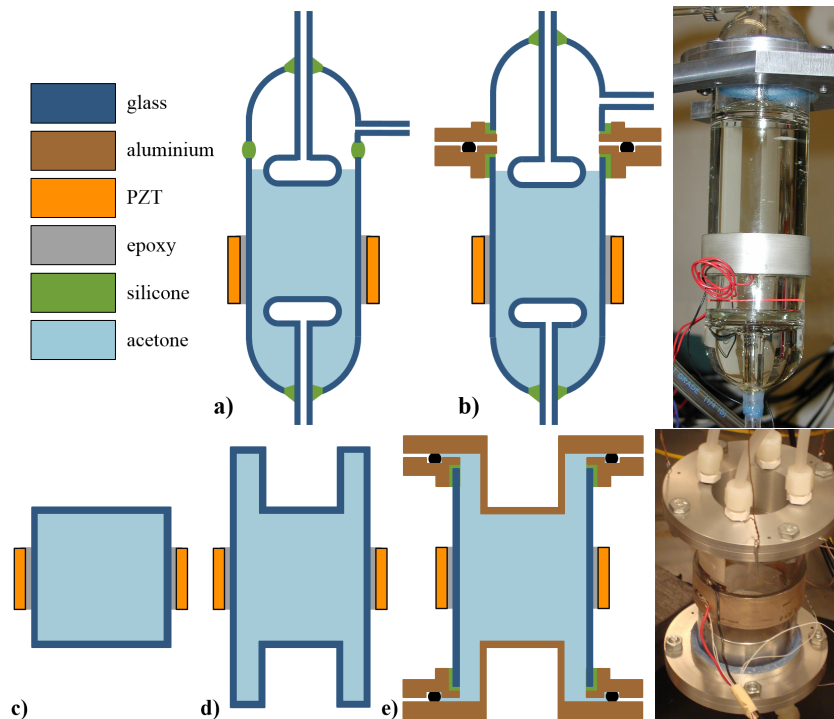 glass
aluminium
PZT
epoxy
silicone
acetone
a)
b)
c)
d)
e)